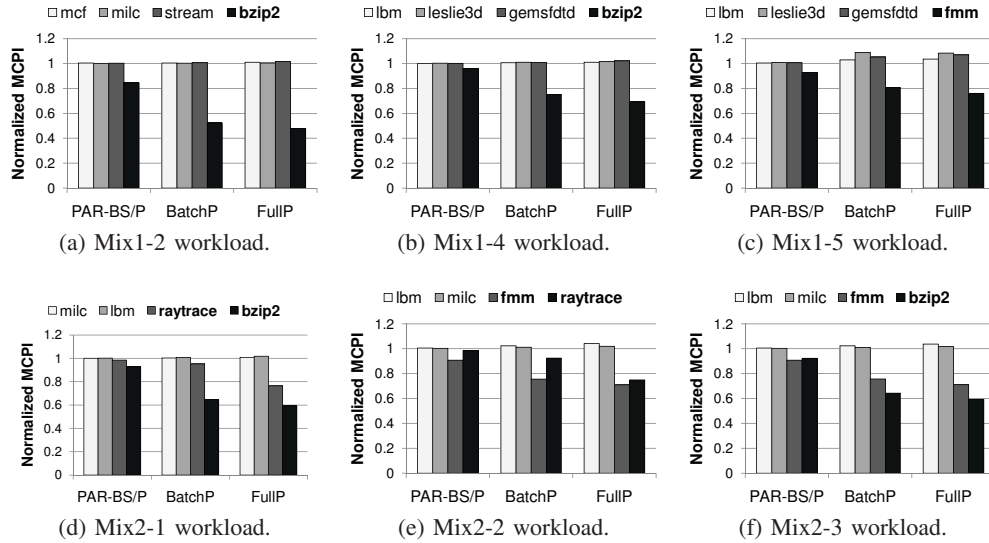 mcf milc stream bzip2
lbm leslie3d gemsfdtd bzip2
lbm leslie3d gemsfdtd fmm
Normalized MCPI
1.2
1
0.8
0.6
0.4
0.2
0
PAR-BS/P BatchP FullP
(a) Mix1-2 workload.
Normalized MCPI
1.2
1
0.8
0.6
0.4
0.2
0
PAR-BS/P BatchP FullP
(b) Mix1-4 workload.
Normalized MCPI
1.2
1
0.8
0.6
0.4
0.2
0
PAR-BS/P BatchP FullP
(c) Mix1-5 workload.
milc lbm raytrace bzip2
Normalized MCPI
1.2
1
0.8
0.6
0.4
0.2
0
PAR-BS/P BatchP FullP
(d) Mix2-1 workload.
lbm milc fmm raytrace
Normalized MCPI
1.2
1
0.8
0.6
0.4
0.2
0
PAR-BS/P BatchP FullP
(e) Mix2-2 workload.
lbm milc fmm bzip2
Normalized MCPI
1.2
1
0.8
0.6
0.4
0.2
0
PAR-BS/P BatchP FullP
(f) Mix2-3 workload.